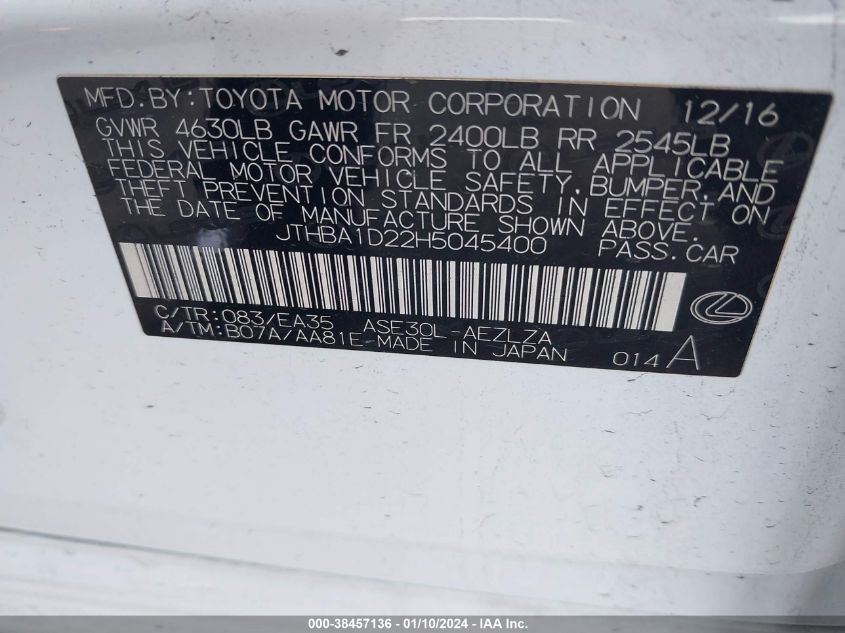 MFD.BY:TOYOTA MOTOR CORPORATION 12/16
GVWR 4630LB GAWR FR 2400LB RR 2545LB
THIS VEHICLE CONFORMS TO ALL APPLICABLE
FEDERAL MOTOR VEHICLE SAFETY, BUMPER, AND
THEFT PREVENTION STANDARDS IN EFFECT ON
THE DATE OF MANUFACTURE SHOWN ABOVE.
JTHBA1D22H5045400 PASS.CAR
C/TR:083/EA35 ASE30L-AEZLZA
A/TM:B07A/AA81E MADE IN JAPAN 014 A
000-38457136 - 01/10/2024 - IAA Inc.